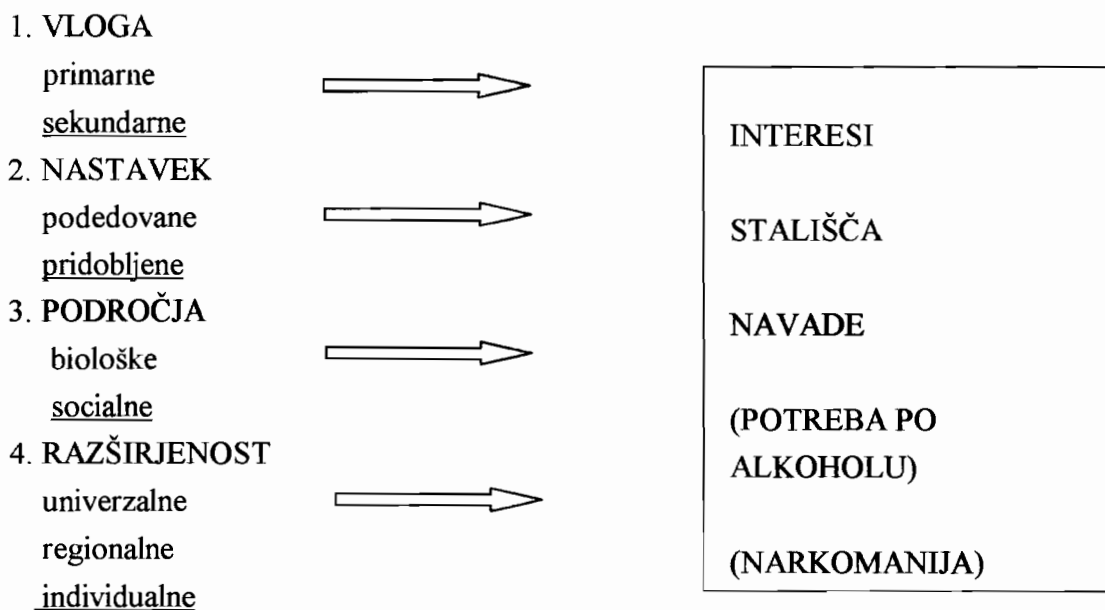 1. VLOGA
primarne
sekundarne
2. NASTAVEK
podedovane
pridobljene
3. PODROČJA
biološke
socialne
4. RAZŠIRJENOST
univerzalne
regionalne
individualne
INTERESI
STALIŠČA
NAVADE
(POTREBA PO
ALKOHOLU)
(NARKOMANIJA)